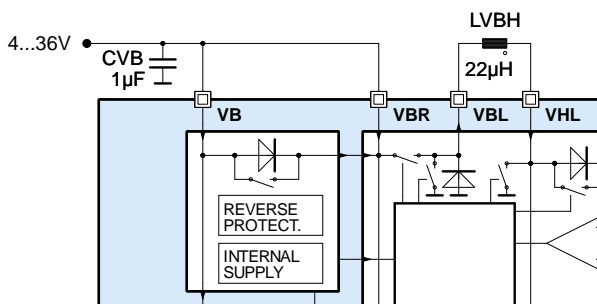 LVBH
4...36V
CVB
1µF
22µH
VB
VBR
VBL
VHL
REVERSE
PROTECT.
INTERNAL
SUPPLY